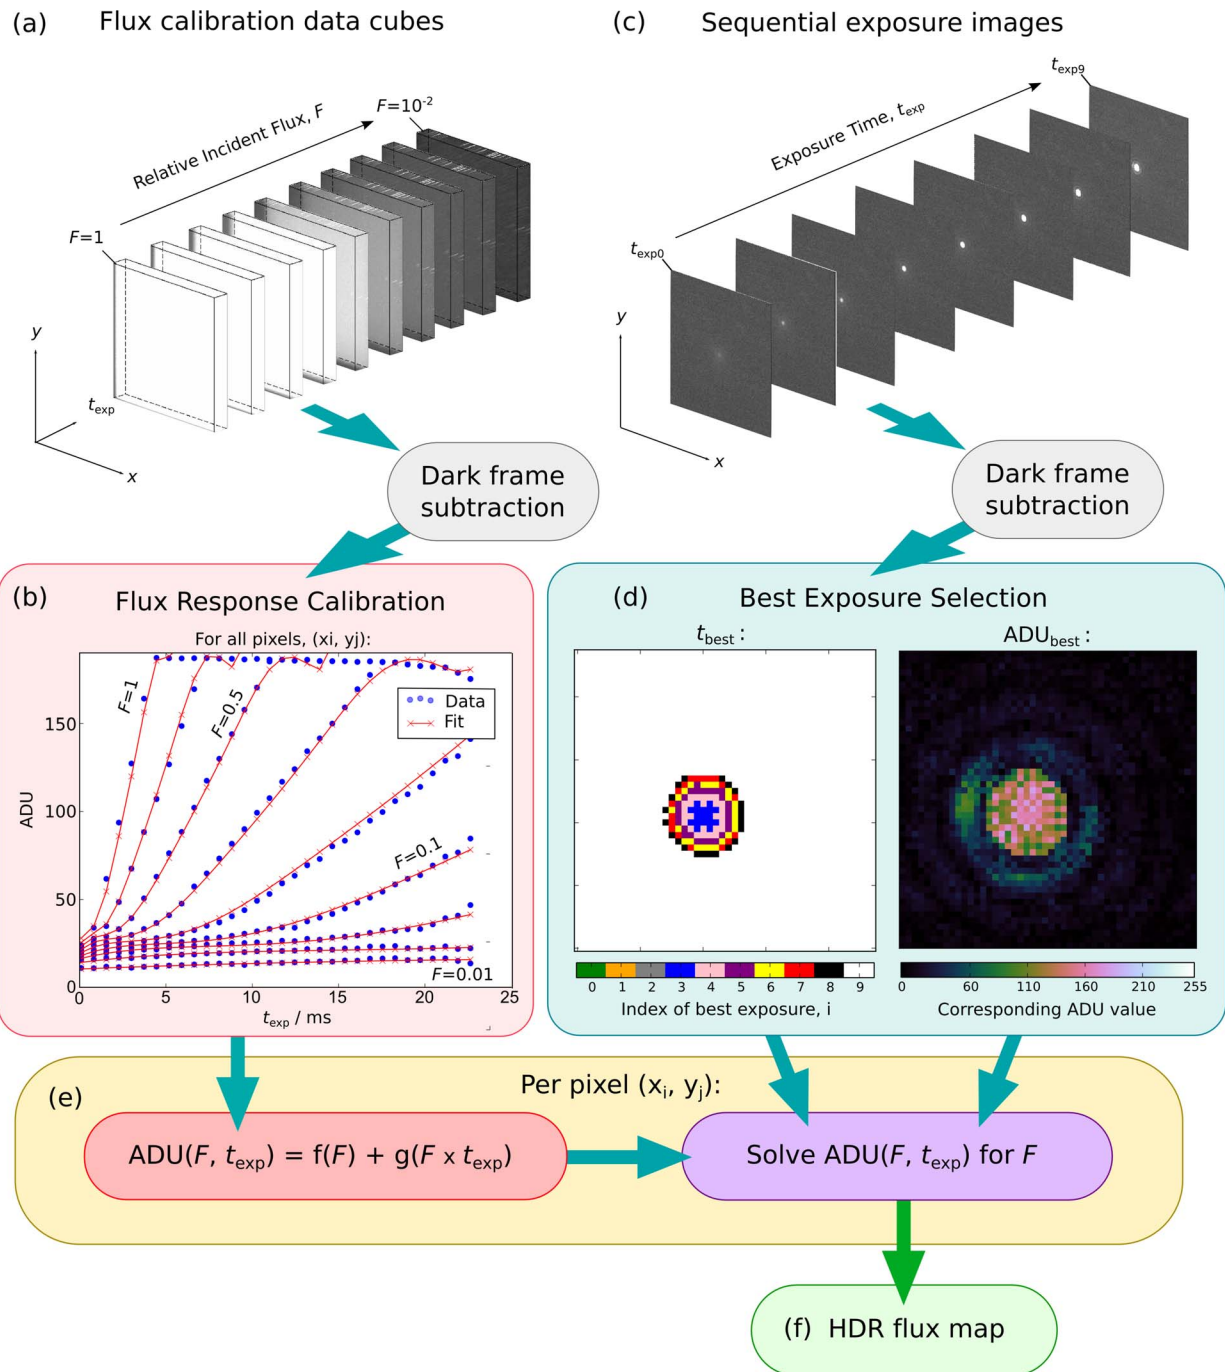 (a) Flux calibration data cubes
F=10⁻²
Relative Incident Flux, F
F=1
y
t_exp
x
(c) Sequential exposure images
t_exp9
Exposure Time, t_exp
t_exp0
y
x
Dark frame
subtraction
Dark frame
subtraction
(b) Flux Response Calibration
For all pixels, (xi, yj):
ADU
150
100
50
0
F=1
F=0.5
F=0.1
F=0.01
Data
Fit
0 5 10 15 20 25
t_exp / ms
(d) Best Exposure Selection
t_best :
ADU_best :
0 1 2 3 4 5 6 7 8 9
Index of best exposure, i
0 60 110 160 210 255
Corresponding ADU value
(e) Per pixel (x_i, y_j):
ADU(F, t_exp) = f(F) + g(F x t_exp)
Solve ADU(F, t_exp) for F
(f) HDR flux map